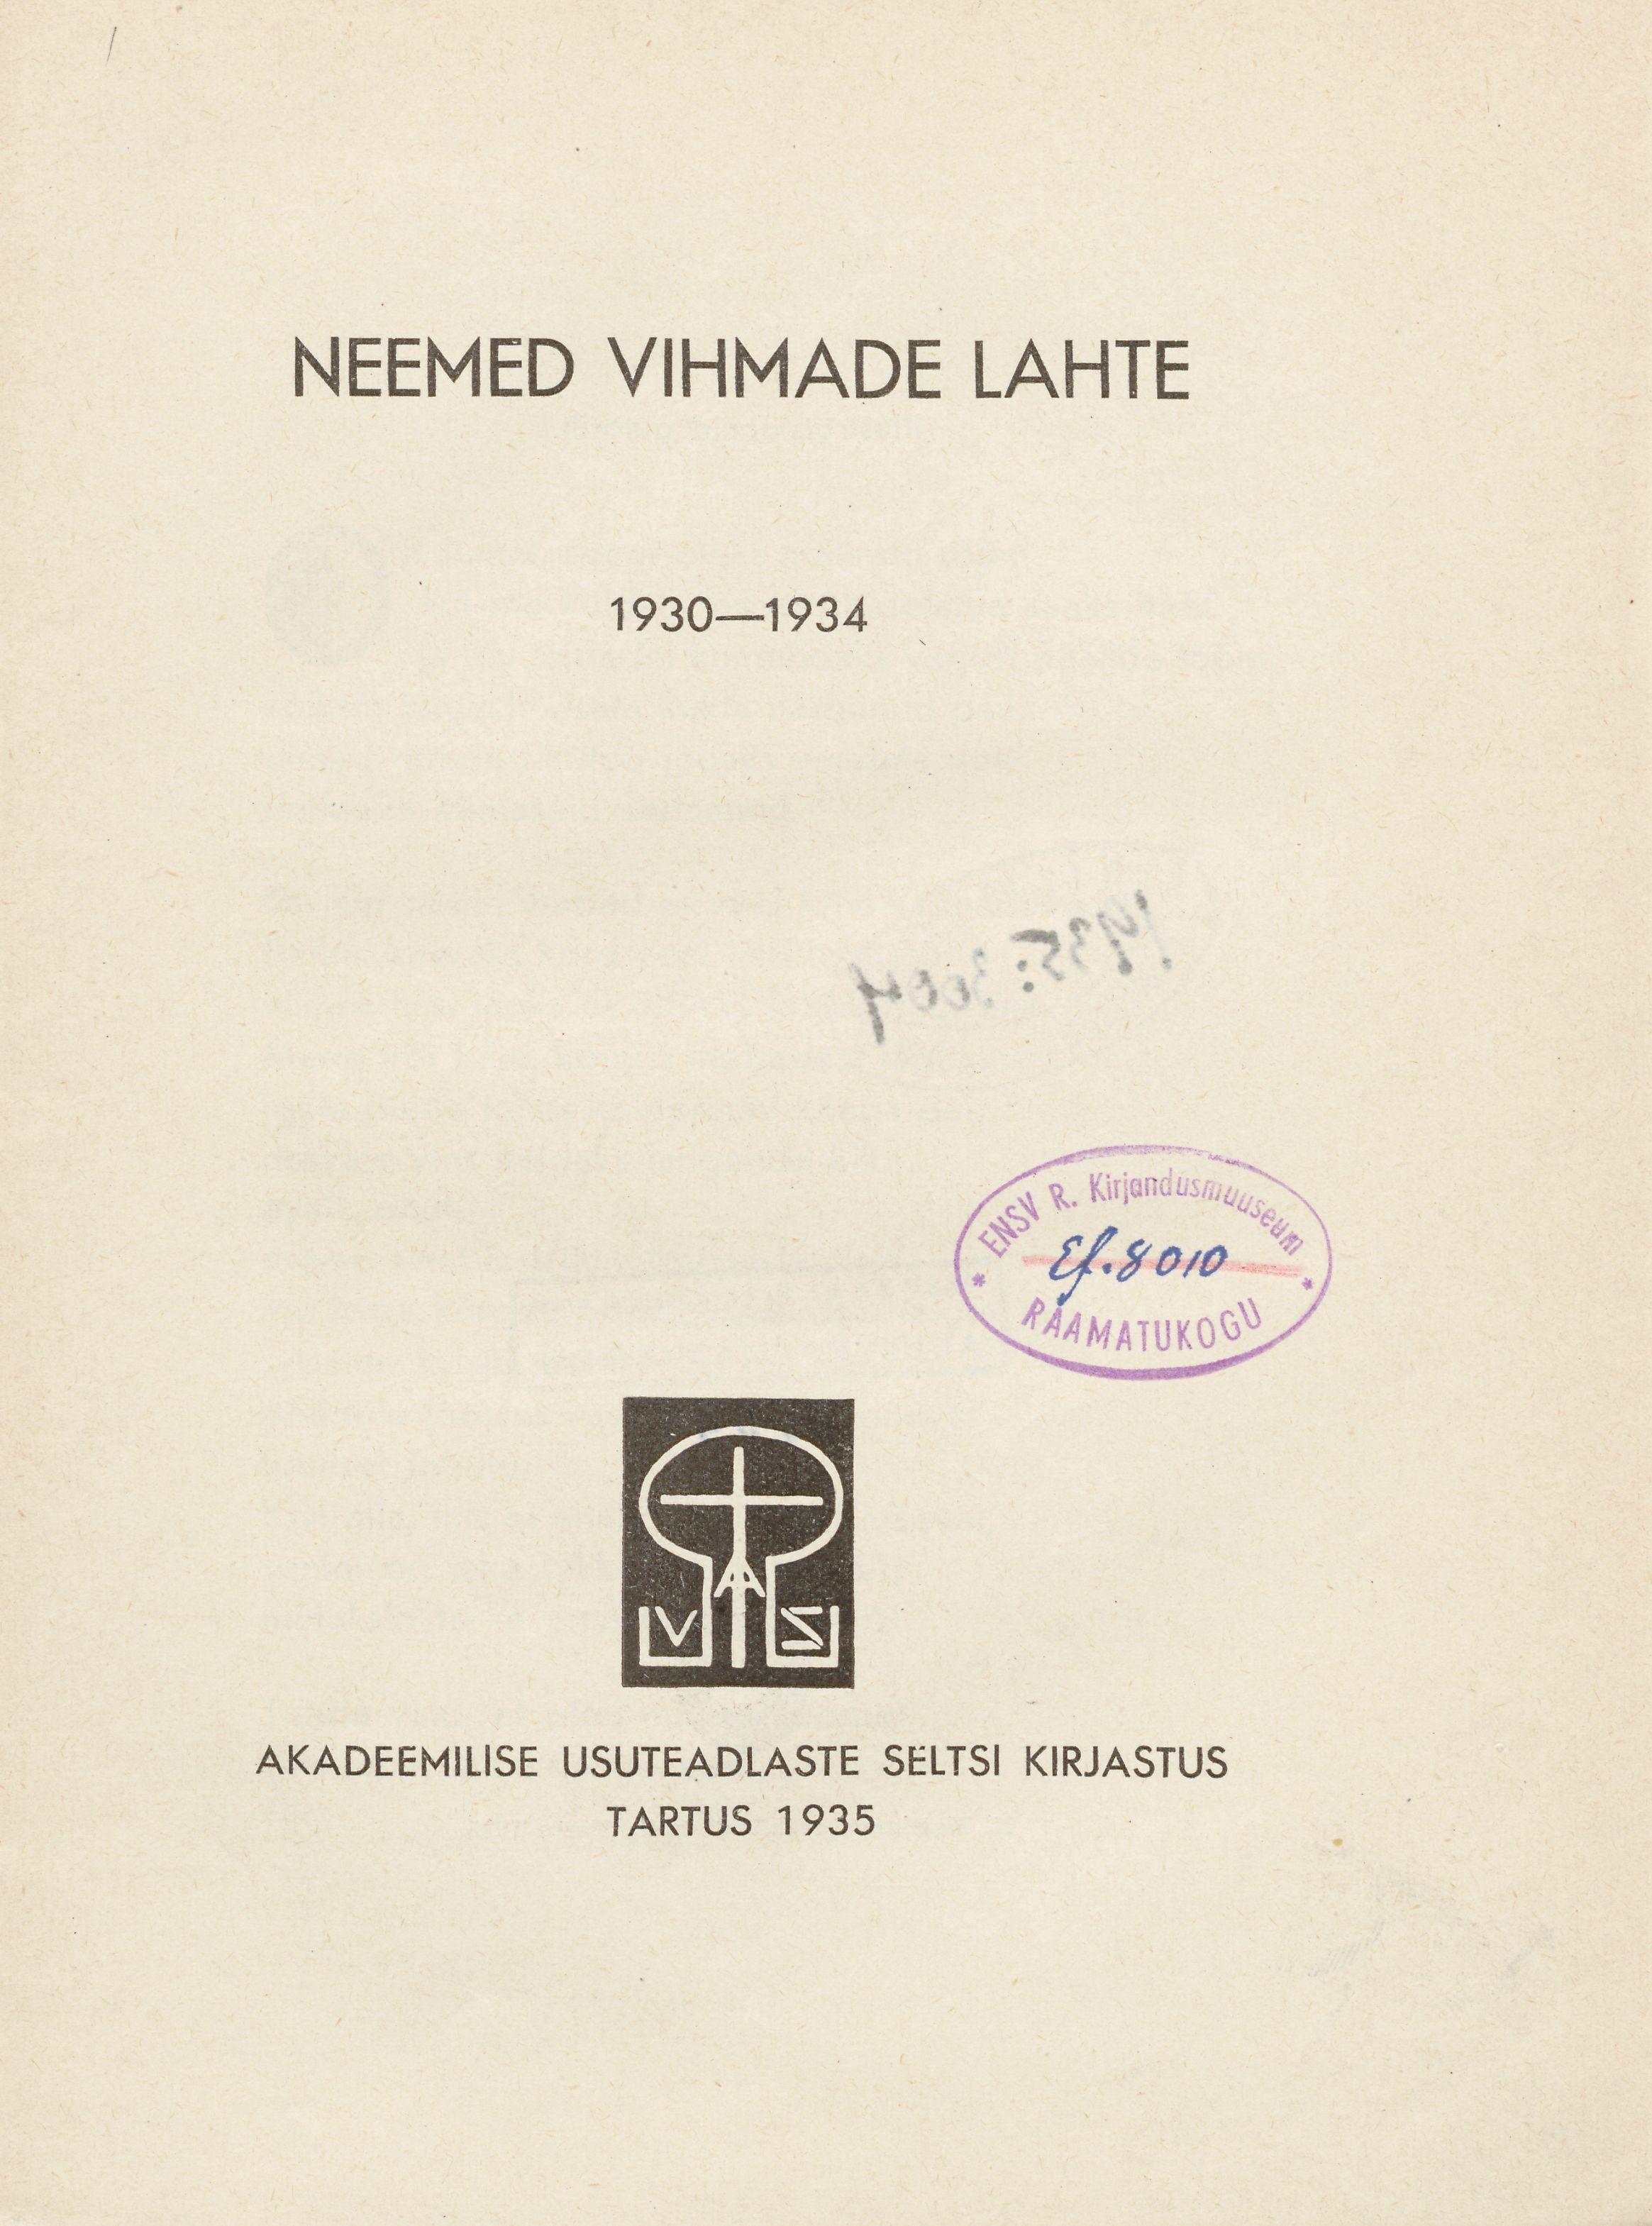 NEEMED VIHMADE LAHTE
1930—1934
1935:3004
ENSV R. Kirjandusmuuseum
Ef. 8010
RAAMATUKOGU
V A S
AKADEEMILISE USUTEADLASTE SELTSI KIRJASTUS
TARTUS 1935